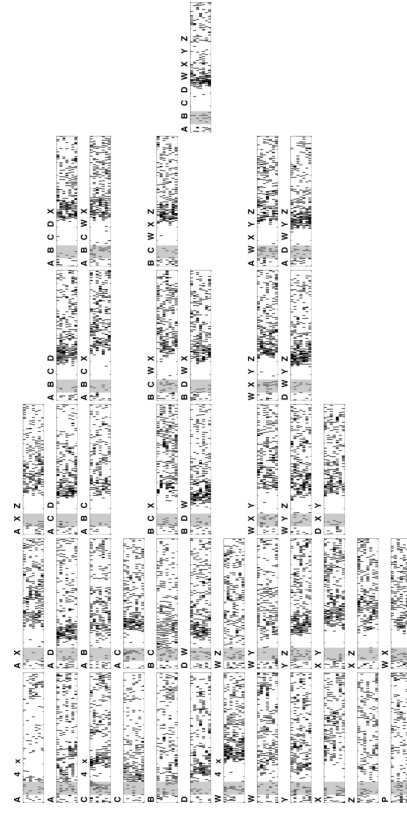 A 4 x A X A X Z
A A D A C D A B C D A B C D X
C 4 x A B A B C A B C X A B C W X
C A C
B B C B C X B C W X B C W X Z
D D W B D W B D W X A B C D W X Y Z
W 4 x W Z
W W Y W X Y W X Y Z A W X Y Z
Y Y Z W Y Z D W Y Z A D W Y Z
X X Y D X Y
Z X Z
P W X